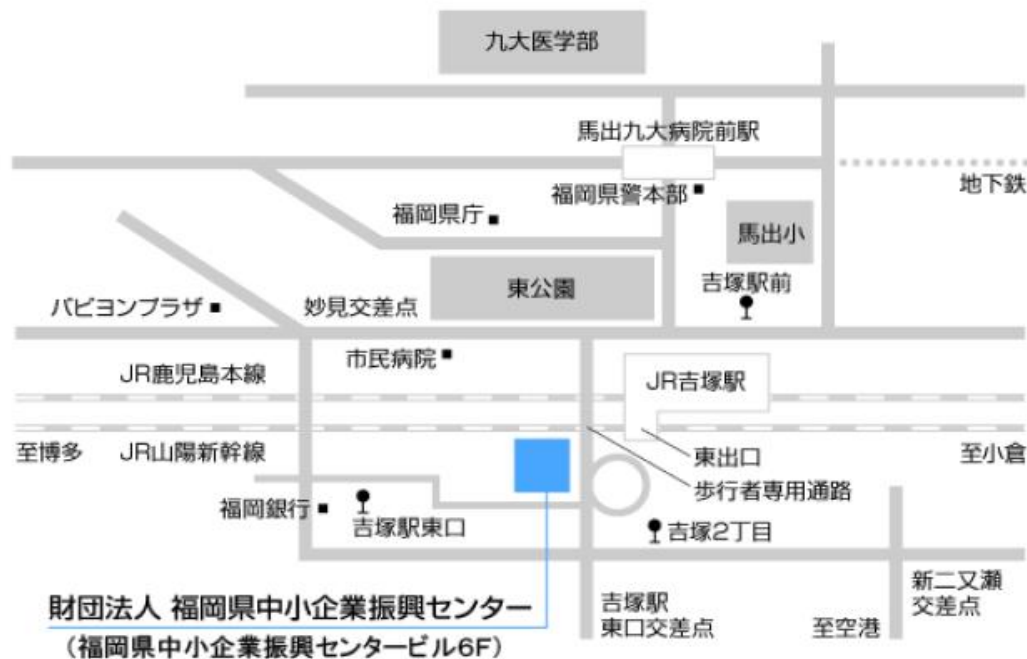 九大医学部
馬出九大病院前駅
地下鉄
福岡県警本部
福岡県庁
馬出小
東公園
吉塚駅前
パピヨンプラザ
妙見交差点
市民病院
JR鹿児島本線
JR吉塚駅
至博多
JR山陽新幹線
東出口
至小倉
歩行者専用通路
福岡銀行
吉塚駅東口
吉塚2丁目
新二又瀬
交差点
財団法人 福岡県中小企業振興センター
(福岡県中小企業振興センタービル6F)
吉塚駅
東口交差点
至空港